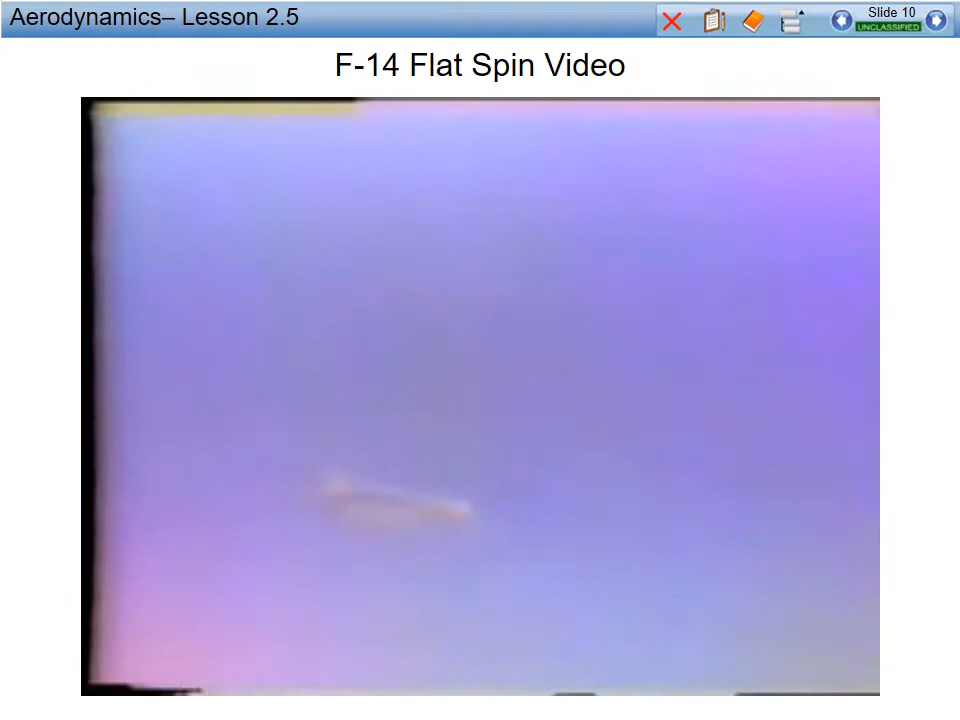 Aerodynamics– Lesson 2.5
Slide 10
UNCLASSIFIED
F-14 Flat Spin Video